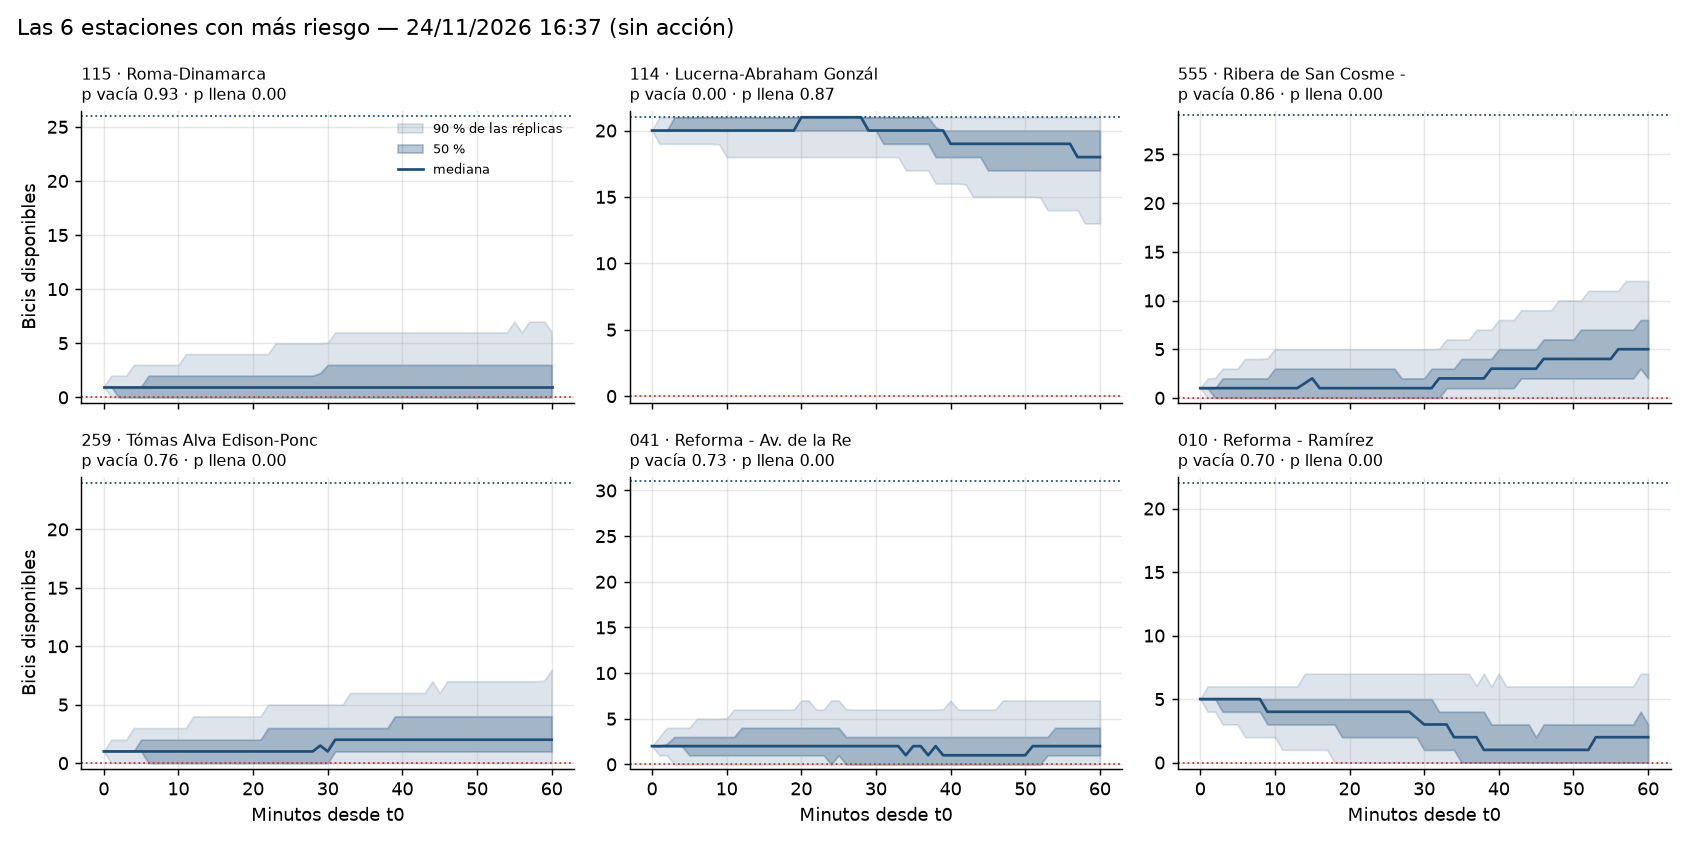 Las 6 estaciones con más riesgo — 24/11/2026 16:37 (sin acción)
115 · Roma-Dinamarca
p vacía 0.93 · p llena 0.00
25
20
15
10
5
0
Bicis disponibles
90 % de las réplicas
50 %
mediana
114 · Lucerna-Abraham Gonzál
p vacía 0.00 · p llena 0.87
20
15
10
5
0
555 · Ribera de San Cosme -
p vacía 0.86 · p llena 0.00
25
20
15
10
5
0
259 · Tómas Alva Edison-Ponc
p vacía 0.76 · p llena 0.00
20
15
10
5
0
Bicis disponibles
0 10 20 30 40 50 60
Minutos desde t0
041 · Reforma - Av. de la Re
p vacía 0.73 · p llena 0.00
30
25
20
15
10
5
0
0 10 20 30 40 50 60
Minutos desde t0
010 · Reforma - Ramírez
p vacía 0.70 · p llena 0.00
20
15
10
5
0
0 10 20 30 40 50 60
Minutos desde t0